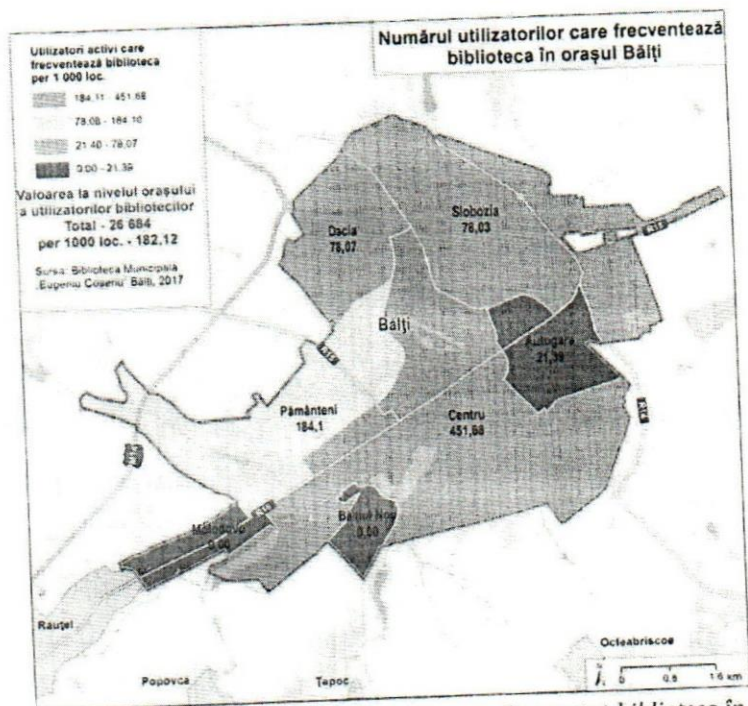 Numărul utilizatorilor care frecventează
biblioteca în orașul Bălți
Utilizatori activi care
frecventează biblioteca
per 1 000 loc.
184,11 - 451,68
78,08 - 184,10
21,40 - 78,07
0,00 - 21,39
Valoarea la nivelul orașului
a utilizatorilor bibliotecilor
Total - 26 684
per 1000 loc. - 182,12
Sursa: Biblioteca Municipală
„Eugeniu Coșeriu" Bălți, 2017
Slobozia
78,03
Dacia
78,07
Bălți
Autogara
21,39
Pământeni
184,1
Centru
451,68
Molodova
0,00
Bălții Noi
0,00
Răuțel
Octeabriscoe
Popovca
Țepoc
0 0,8 1,6 km
biblioteca în